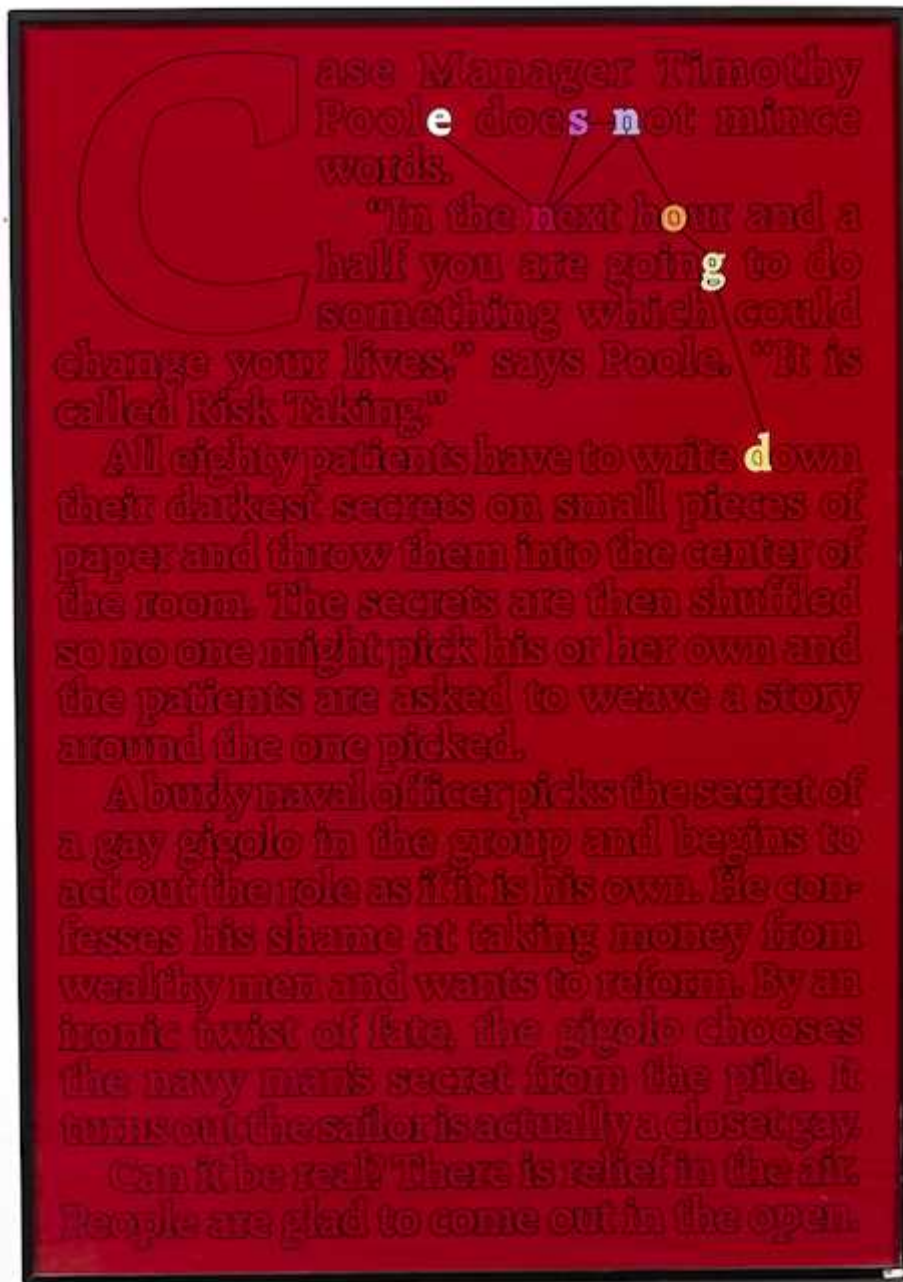 Case Manager Timothy
Poole does not mince
words.
"In the next hour and a
half you are going to do
something which could
change your lives," says Poole. "It is
called Risk Taking."
All eighty patients have to write down
their darkest secrets on small pieces of
paper and throw them into the center of
the room. The secrets are then shuffled
so no one might pick his or her own and
the patients are asked to weave a story
around the one picked.
A burly naval officer picks the secret of
a gay gigolo in the group and begins to
act out the role as if it is his own. He con-
fesses his shame at taking money from
wealthy men and wants to reform. By an
ironic twist of fate, the gigolo chooses
the navy man's secret from the pile. It
turns out the sailor is actually a closet gay.
Can it be real? There is relief in the air.
People are glad to come out in the open.